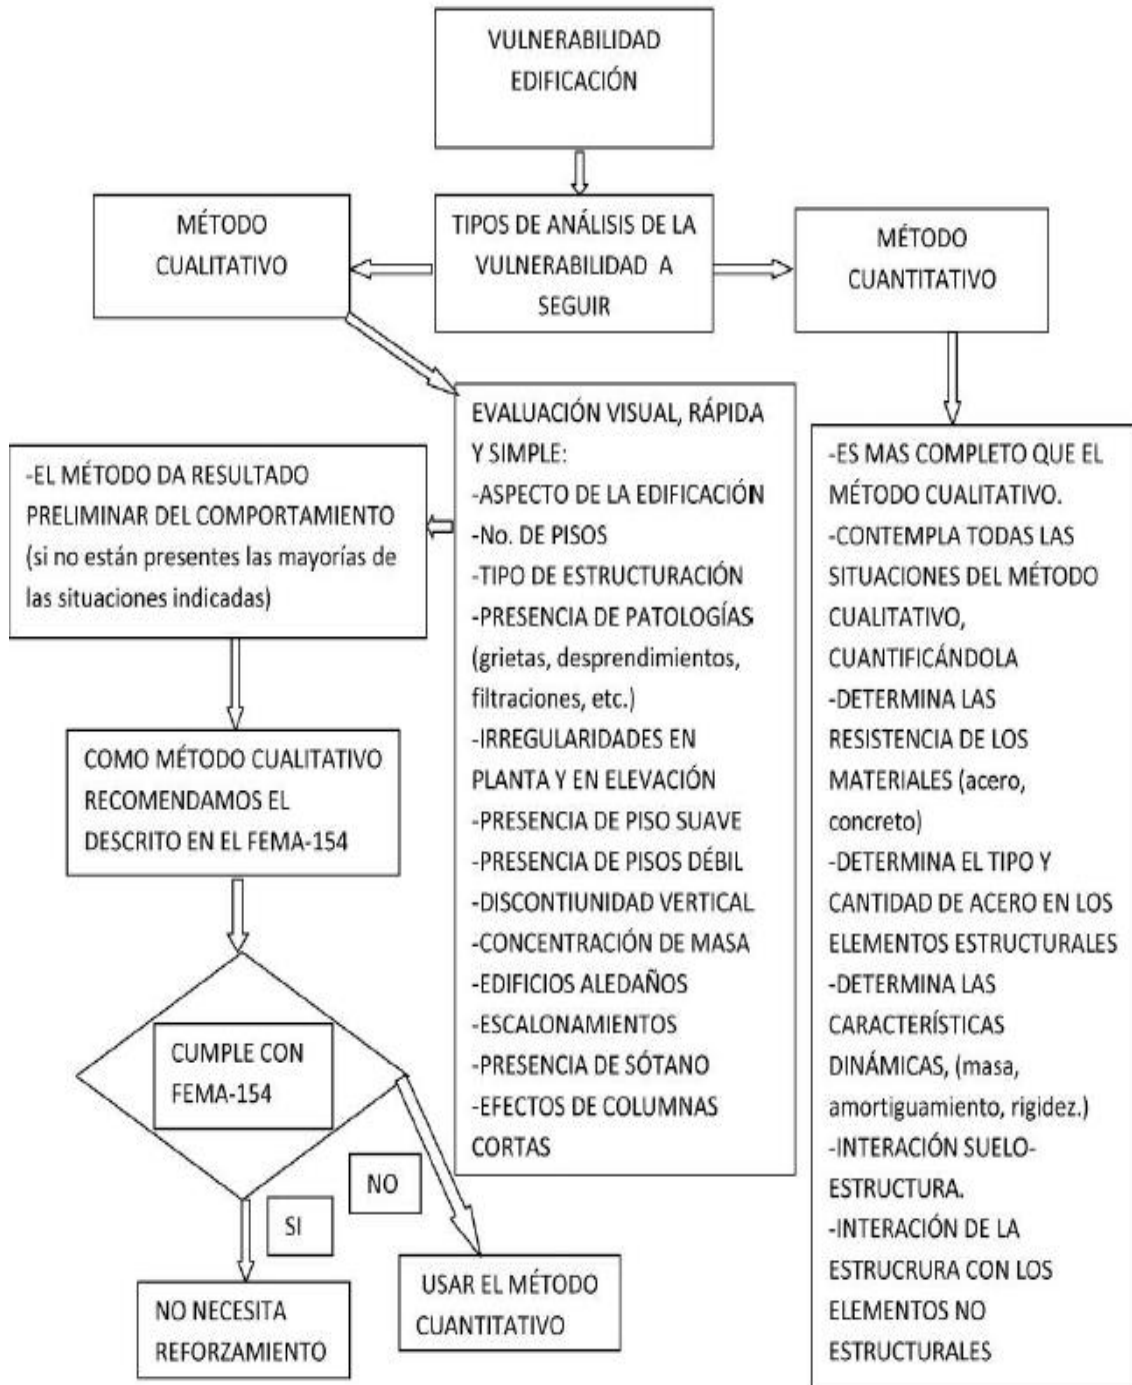 VULNERABILIDAD
EDIFICACIÓN
MÉTODO
CUALITATIVO
TIPOS DE ANÁLISIS DE LA
VULNERABILIDAD A
SEGUIR
MÉTODO
CUANTITATIVO
EVALUACIÓN VISUAL, RÁPIDA
Y SIMPLE:
-ASPECTO DE LA EDIFICACIÓN
-No. DE PISOS
-TIPO DE ESTRUCTURACIÓN
-PRESENCIA DE PATOLOGÍAS
(grietas, desprendimientos,
filtraciones, etc.)
-IRREGULARIDADES EN
PLANTA Y EN ELEVACIÓN
-PRESENCIA DE PISO SUAVE
-PRESENCIA DE PISOS DÉBIL
-DISCONTIUNIDAD VERTICAL
-CONCENTRACIÓN DE MASA
-EDIFICIOS ALEDAÑOS
-ESCALONAMIENTOS
-PRESENCIA DE SÓTANO
-EFECTOS DE COLUMNAS
CORTAS
-EL MÉTODO DA RESULTADO
PRELIMINAR DEL COMPORTAMIENTO
(si no están presentes las mayorías de
las situaciones indicadas)
COMO MÉTODO CUALITATIVO
RECOMENDAMOS EL
DESCRITO EN EL FEMA-154
CUMPLE CON
FEMA-154
SI
NO
NO NECESITA
REFORZAMIENTO
USAR EL MÉTODO
CUANTITATIVO
-ES MAS COMPLETO QUE EL
MÉTODO CUALITATIVO.
-CONTEMPLA TODAS LAS
SITUACIONES DEL MÉTODO
CUALITATIVO,
CUANTIFICÁNDOLA
-DETERMINA LAS
RESISTENCIA DE LOS
MATERIALES (acero,
concreto)
-DETERMINA EL TIPO Y
CANTIDAD DE ACERO EN LOS
ELEMENTOS ESTRUCTURALES
-DETERMINA LAS
CARACTERÍSTICAS
DINÁMICAS, (masa,
amortiguamiento, rigidez.)
-INTERACIÓN SUELO-
ESTRUCTURA.
-INTERACIÓN DE LA
ESTRUCRURA CON LOS
ELEMENTOS NO
ESTRUCTURALES